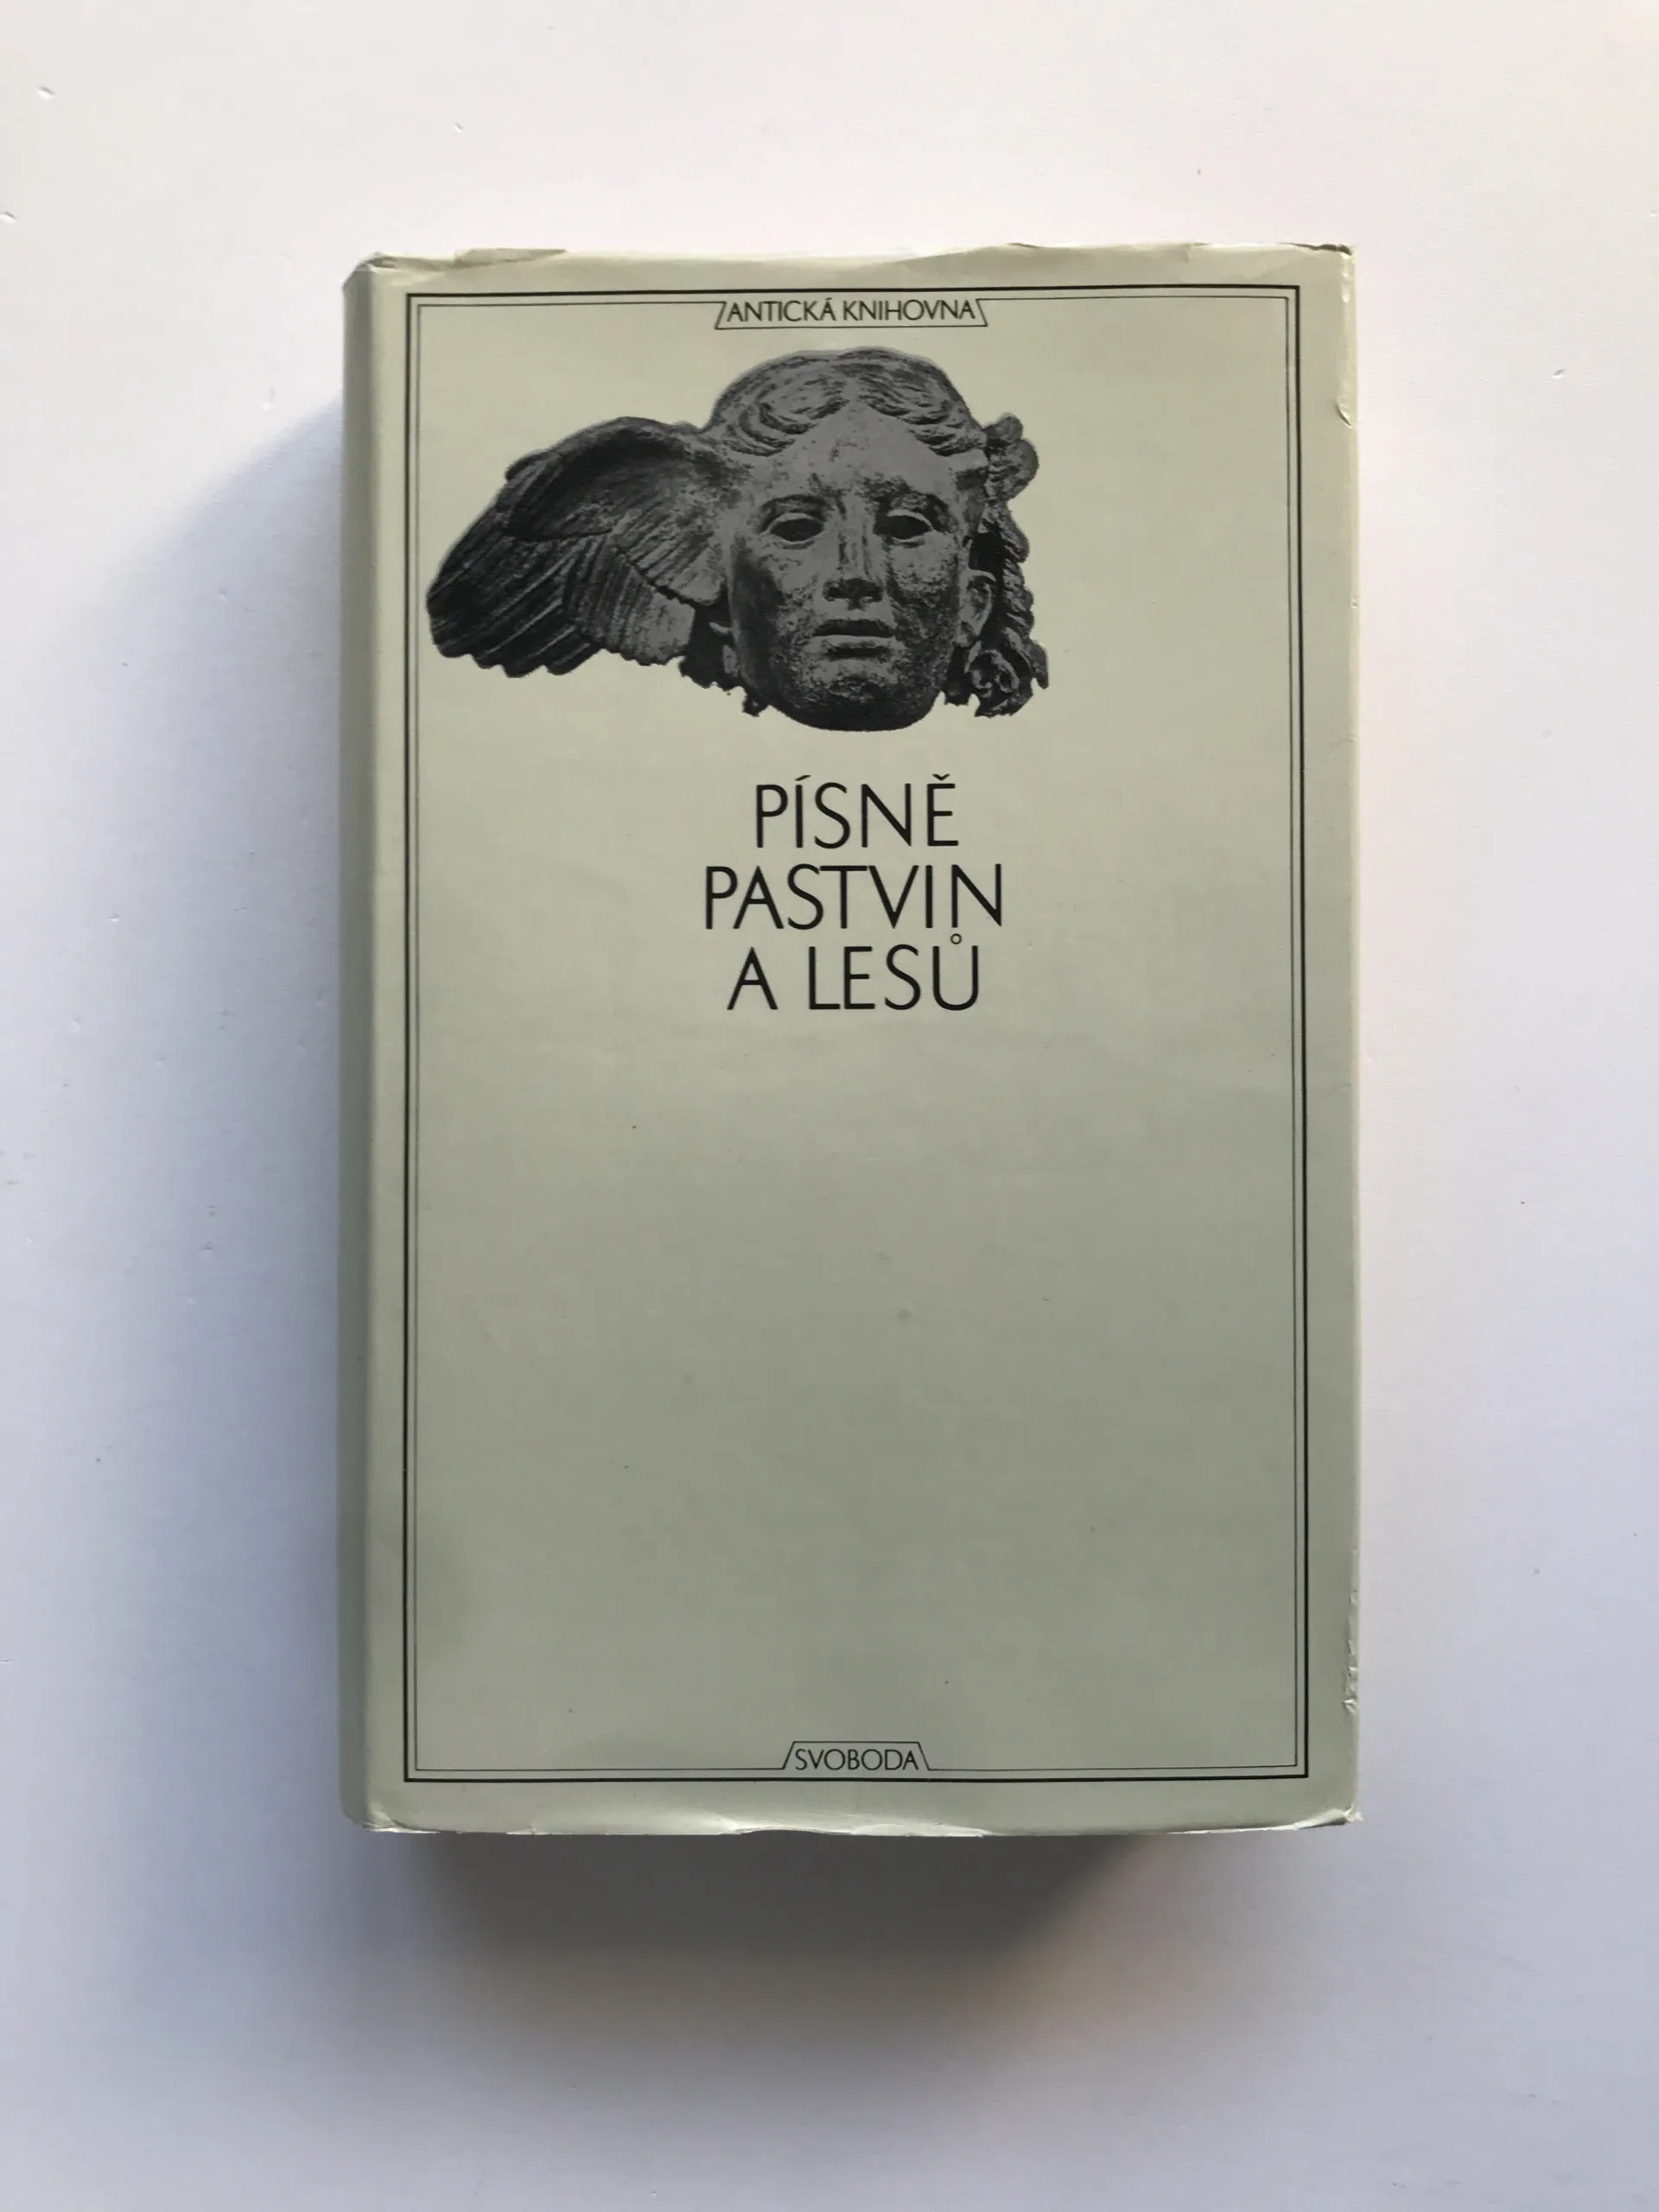 ANTICKÁ KNIHOVNA
PÍSNĚ
PASTVIN
A LESŮ
SVOBODA